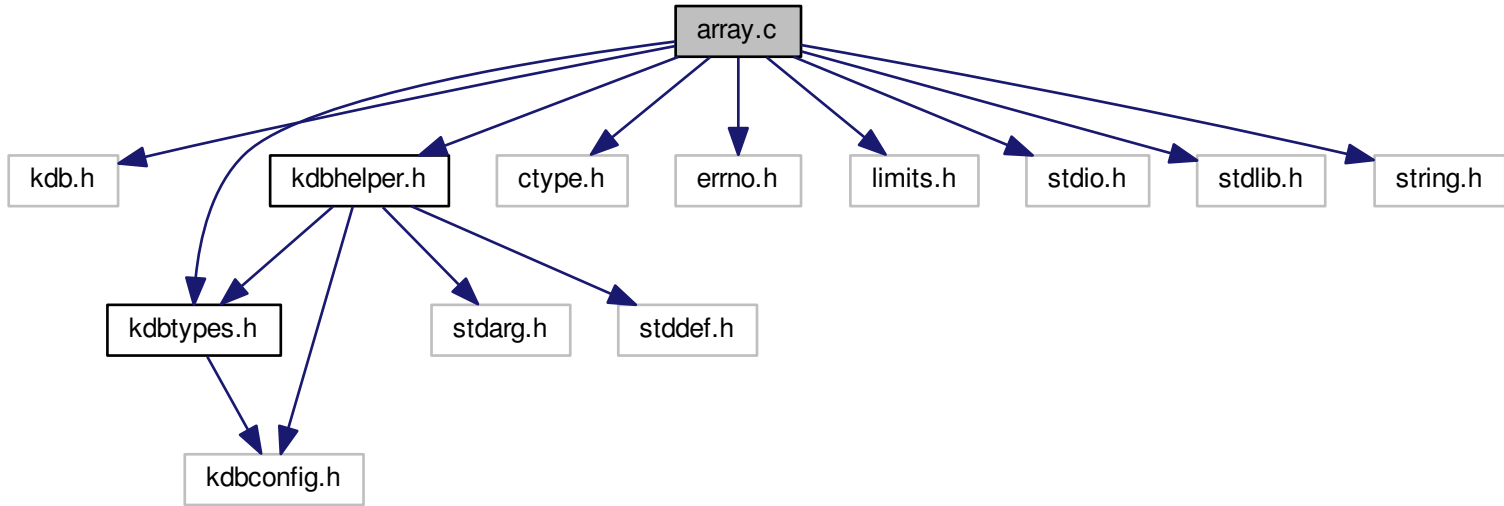 array.c
kdb.h
kdbhelper.h
ctype.h
errno.h
limits.h
stdio.h
stdlib.h
string.h
kdbtypes.h
stdarg.h
stddef.h
kdbconfig.h